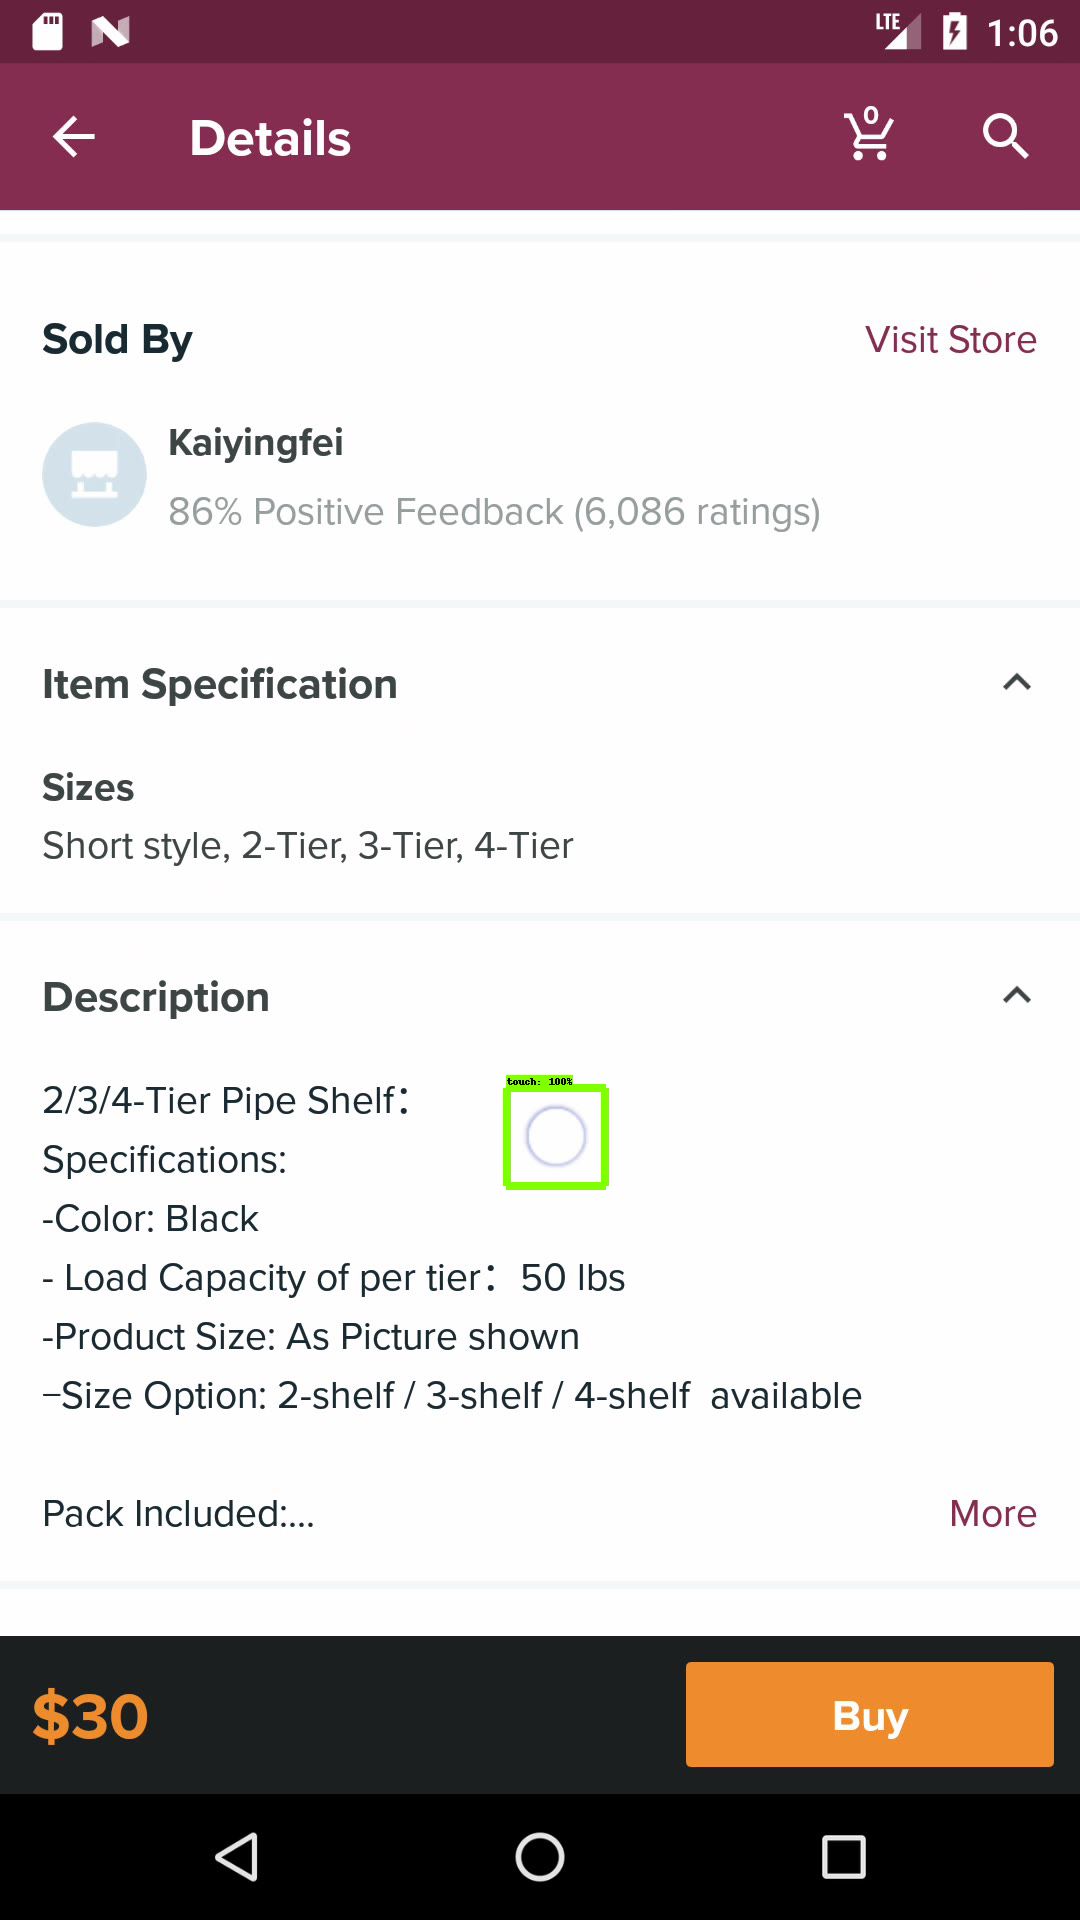 LTE 1:06
Details 0
Sold By Visit Store
Kaiyingfei
86% Positive Feedback (6,086 ratings)
Item Specification
Sizes
Short style, 2-Tier, 3-Tier, 4-Tier
Description
touch: 100%
2/3/4-Tier Pipe Shelf：
Specifications:
-Color: Black
- Load Capacity of per tier：50 lbs
-Product Size: As Picture shown
–Size Option: 2-shelf / 3-shelf / 4-shelf  available
Pack Included:... More
$30 Buy